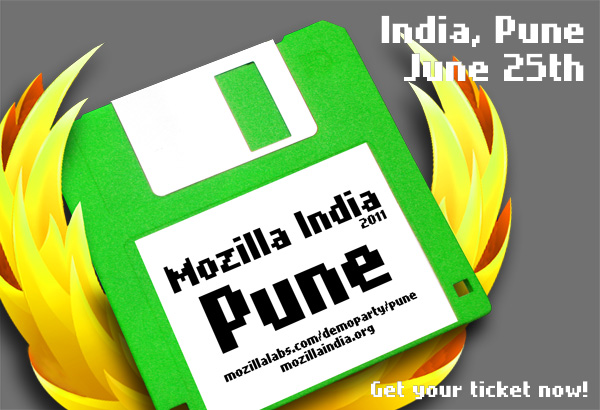 India, Pune
June 25th
Mozilla India
2011
Pune
mozillalabs.com/demoparty/pune
mozillaindia.org
Get your ticket now!